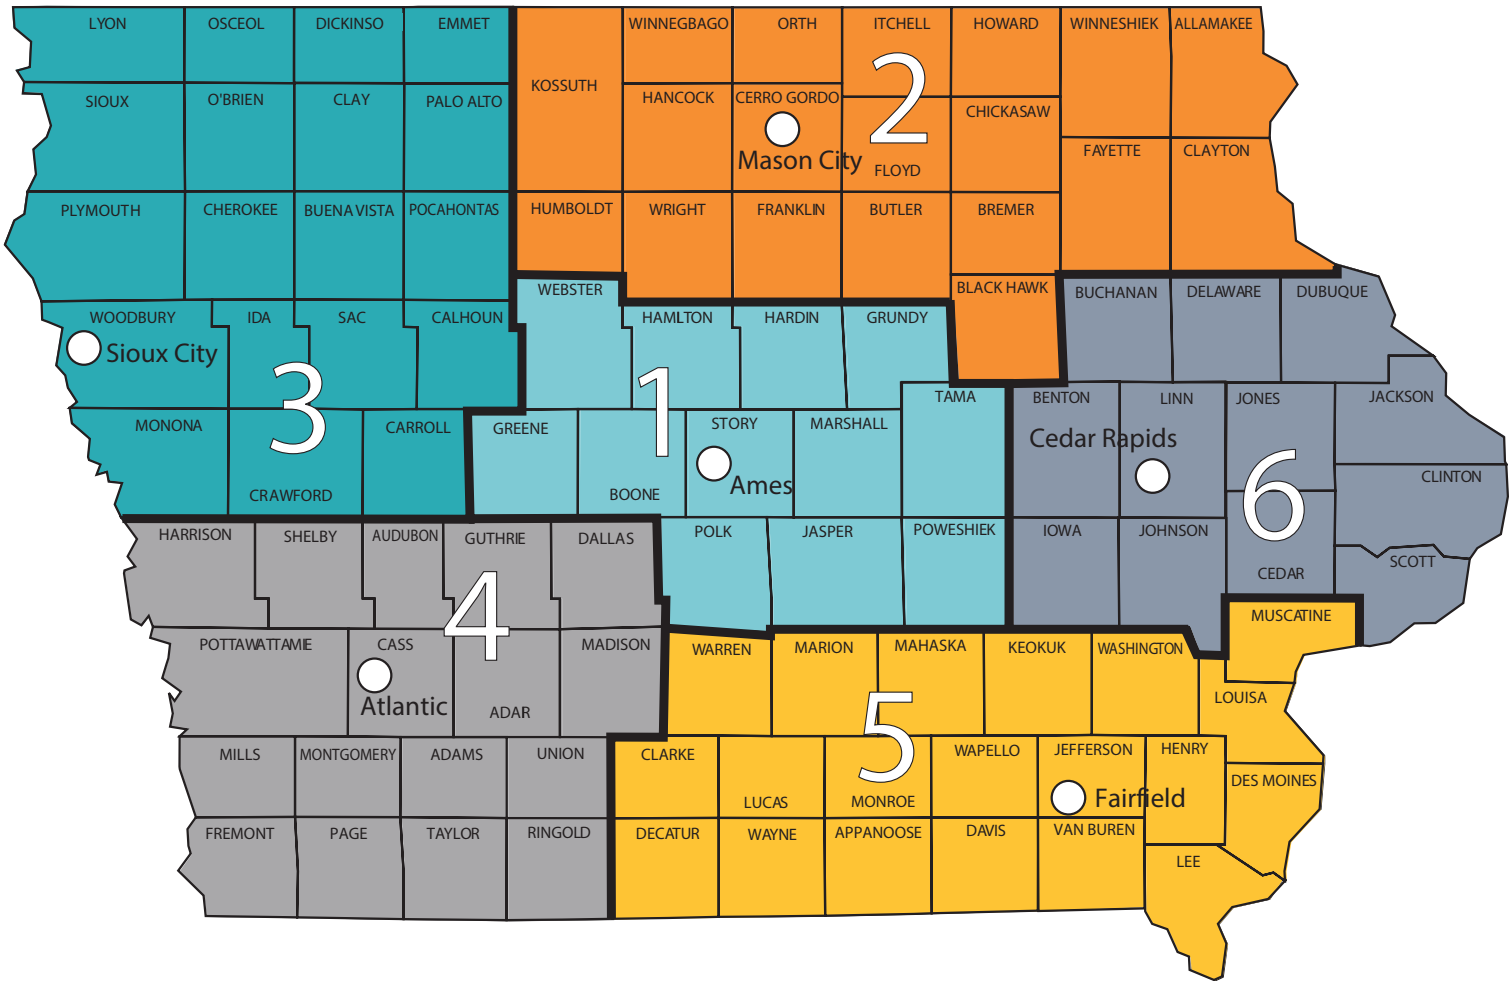 LYON OSCEOL DICKINSO EMMET WINNEGBAGO ORTH ITCHELL HOWARD WINNESHIEK ALLAMAKEE
KOSSUTH 2
SIOUX O'BRIEN CLAY PALO ALTO HANCOCK CERRO GORDO CHICKASAW
Mason City FLOYD FAYETTE CLAYTON
PLYMOUTH CHEROKEE BUENA VISTA POCAHONTAS HUMBOLDT WRIGHT FRANKLIN BUTLER BREMER
WEBSTER BLACK HAWK BUCHANAN DELAWARE DUBUQUE
WOODBURY IDA SAC CALHOUN HAMLTON HARDIN GRUNDY
Sioux City
3 1 TAMA BENTON LINN JONES JACKSON
MONONA CARROLL GREENE STORY MARSHALL Cedar Rapids
CRAWFORD BOONE Ames 6 CLINTON
HARRISON SHELBY AUDUBON GUTHRIE DALLAS POLK JASPER POWESHIEK IOWA JOHNSON
CEDAR SCOTT
4 MUSCATINE
POTTAWATTAMIE CASS MADISON WARREN MARION MAHASKA KEOKUK WASHINGTON
Atlantic ADAR LOUISA
5
MILLS MONTGOMERY ADAMS UNION CLARKE WAPELLO JEFFERSON HENRY
LUCAS MONROE Fairfield DES MOINES
FREMONT PAGE TAYLOR RINGOLD DECATUR WAYNE APPANOOSE DAVIS VAN BUREN
LEE